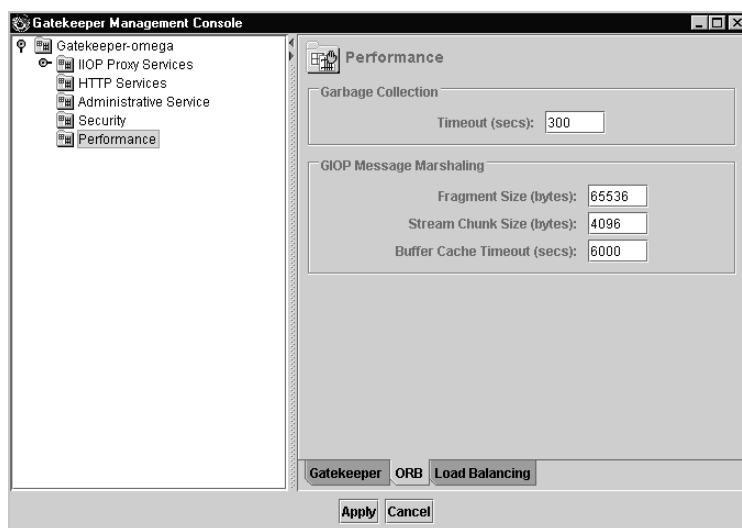 Gatekeeper Management Console
Gatekeeper-omega
IIOP Proxy Services
HTTP Services
Administrative Service
Security
Performance
Performance
Garbage Collection
Timeout (secs): 300
GIOP Message Marshaling
Fragment Size (bytes): 65536
Stream Chunk Size (bytes): 4096
Buffer Cache Timeout (secs): 6000
Gatekeeper ORB Load Balancing
Apply Cancel